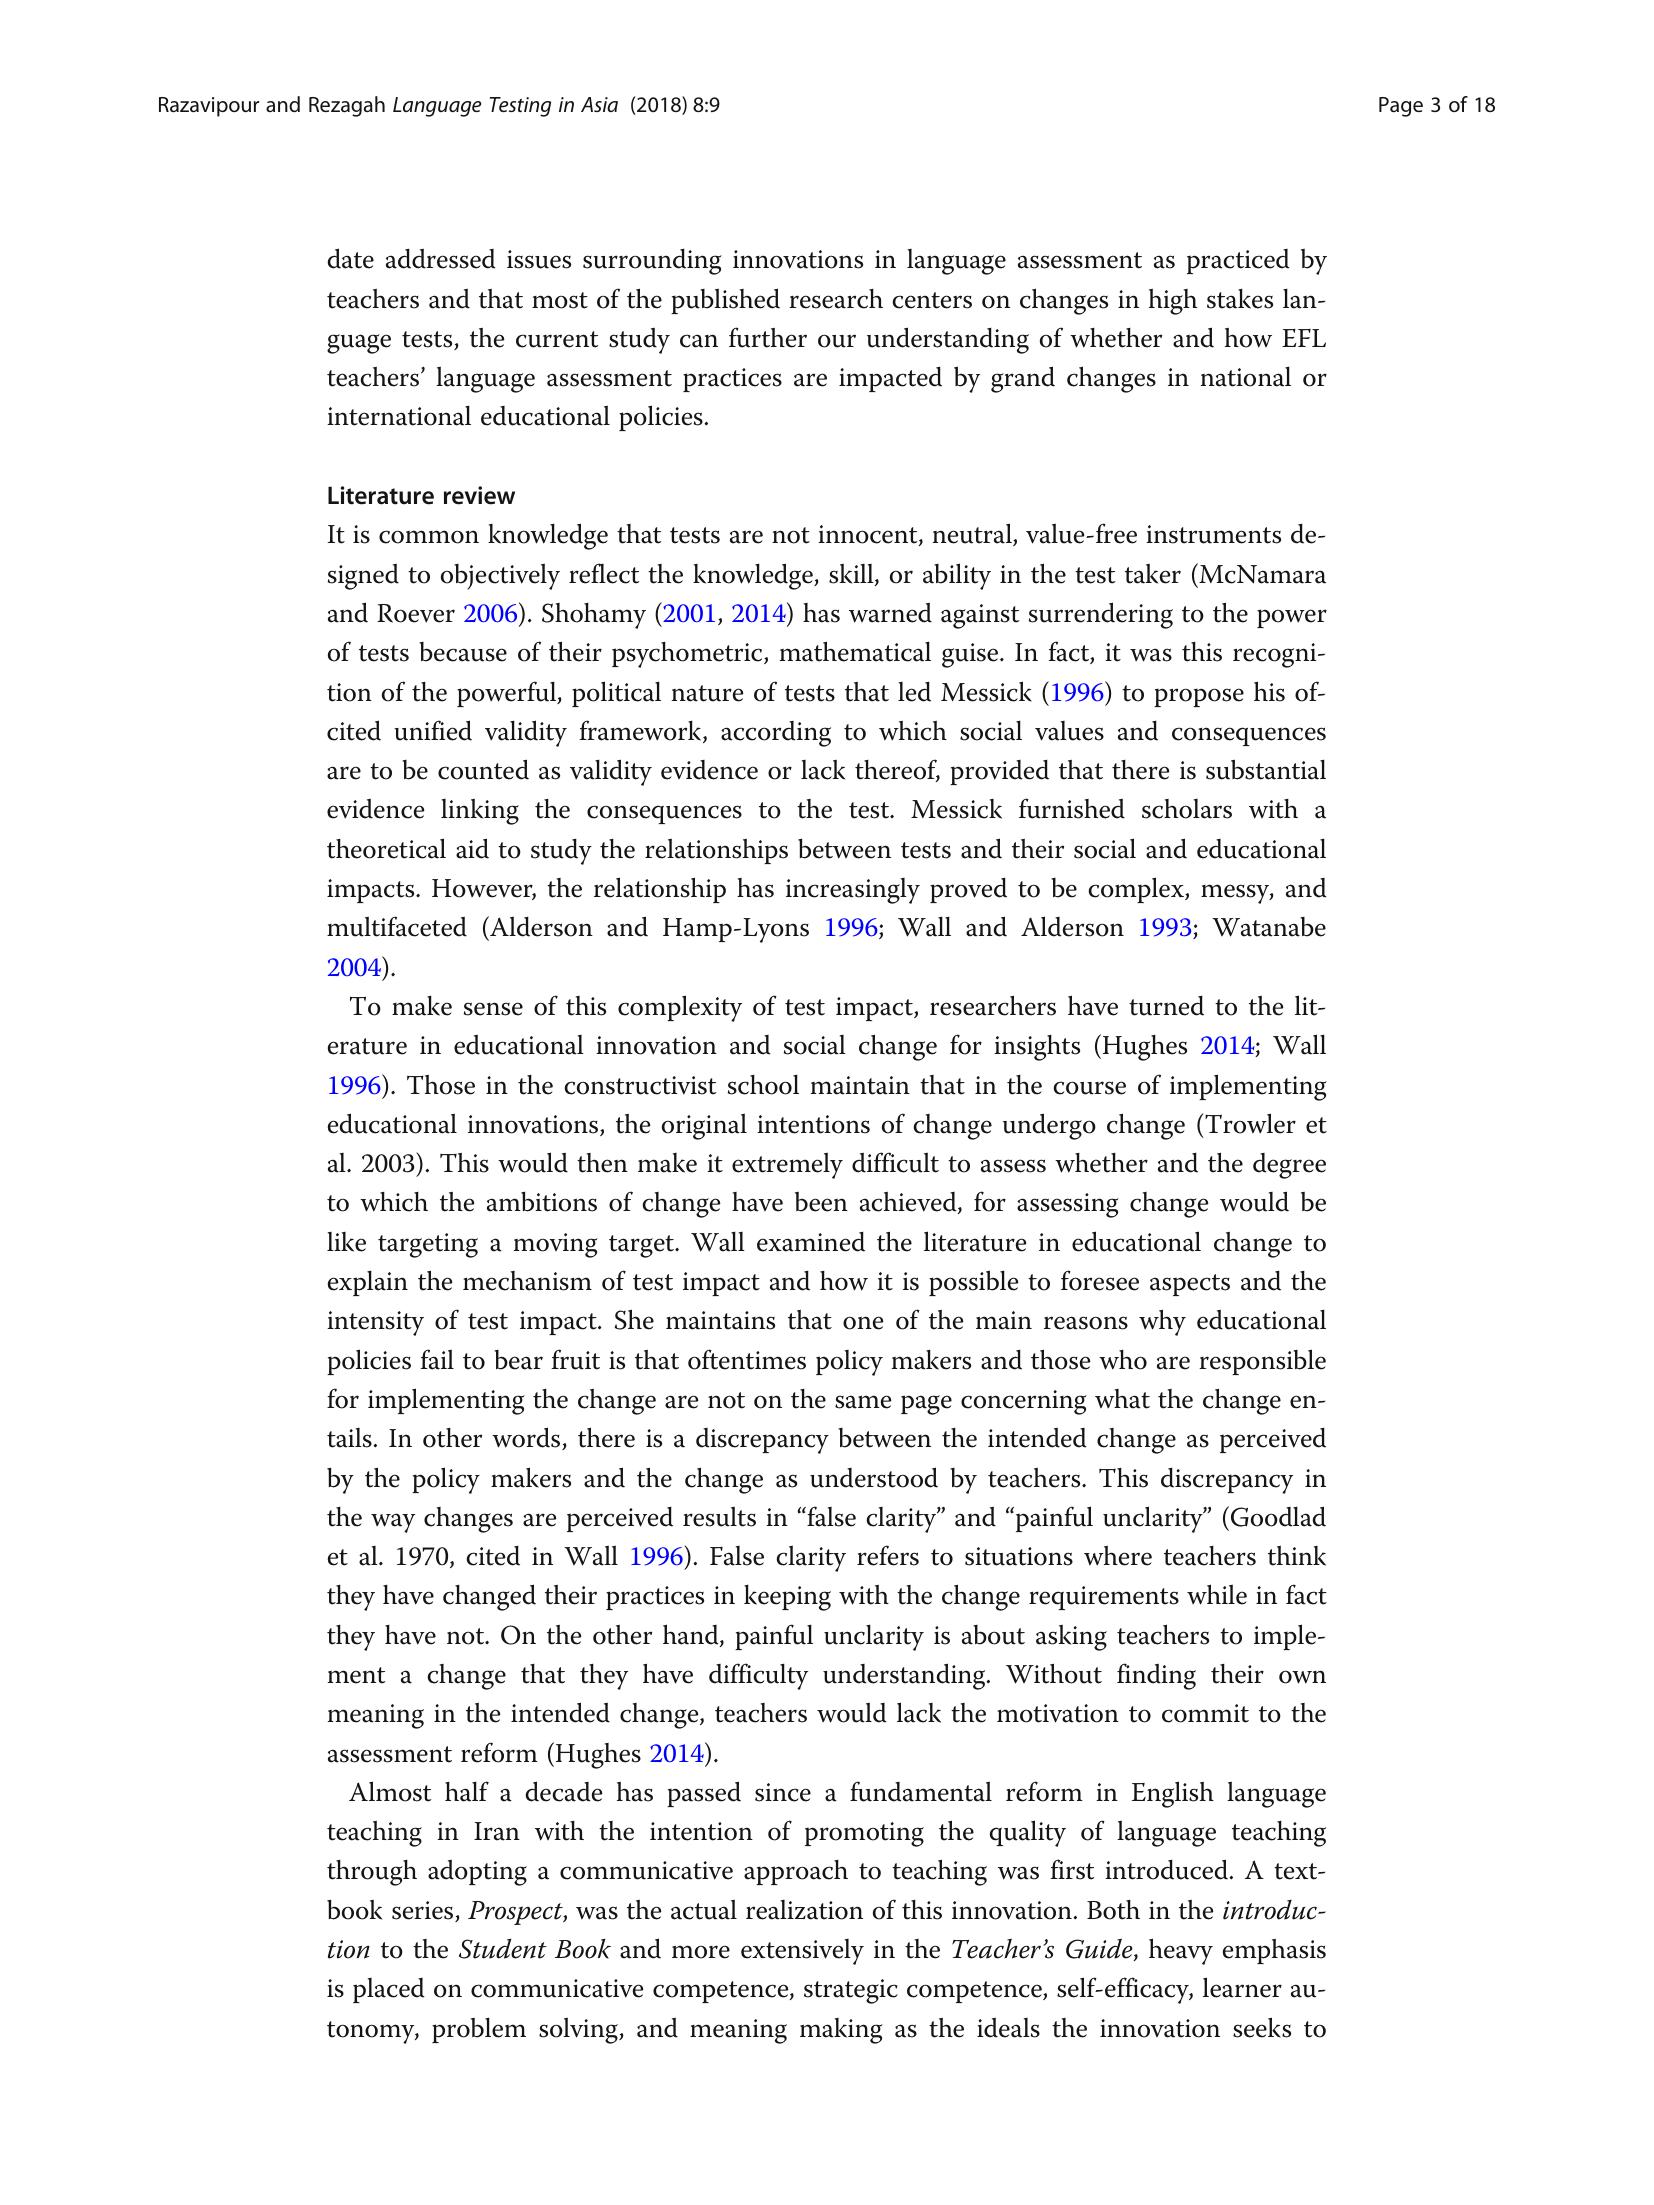 Razavipour and Rezagah Language Testing in Asia (2018) 8:9
Page 3 of 18
date addressed issues surrounding innovations in language assessment as practiced by
teachers and that most of the published research centers on changes in high stakes lan-
guage tests, the current study can further our understanding of whether and how EFL
teachers’ language assessment practices are impacted by grand changes in national or
international educational policies.
Literature review
It is common knowledge that tests are not innocent, neutral, value-free instruments de-
signed to objectively reflect the knowledge, skill, or ability in the test taker (McNamara
and Roever 2006). Shohamy (2001, 2014) has warned against surrendering to the power
of tests because of their psychometric, mathematical guise. In fact, it was this recogni-
tion of the powerful, political nature of tests that led Messick (1996) to propose his of-
cited unified validity framework, according to which social values and consequences
are to be counted as validity evidence or lack thereof, provided that there is substantial
evidence linking the consequences to the test. Messick furnished scholars with a
theoretical aid to study the relationships between tests and their social and educational
impacts. However, the relationship has increasingly proved to be complex, messy, and
multifaceted (Alderson and Hamp-Lyons 1996; Wall and Alderson 1993; Watanabe
2004).
To make sense of this complexity of test impact, researchers have turned to the lit-
erature in educational innovation and social change for insights (Hughes 2014; Wall
1996). Those in the constructivist school maintain that in the course of implementing
educational innovations, the original intentions of change undergo change (Trowler et
al. 2003). This would then make it extremely difficult to assess whether and the degree
to which the ambitions of change have been achieved, for assessing change would be
like targeting a moving target. Wall examined the literature in educational change to
explain the mechanism of test impact and how it is possible to foresee aspects and the
intensity of test impact. She maintains that one of the main reasons why educational
policies fail to bear fruit is that oftentimes policy makers and those who are responsible
for implementing the change are not on the same page concerning what the change en-
tails. In other words, there is a discrepancy between the intended change as perceived
by the policy makers and the change as understood by teachers. This discrepancy in
the way changes are perceived results in “false clarity” and “painful unclarity” (Goodlad
et al. 1970, cited in Wall 1996). False clarity refers to situations where teachers think
they have changed their practices in keeping with the change requirements while in fact
they have not. On the other hand, painful unclarity is about asking teachers to imple-
ment a change that they have difficulty understanding. Without finding their own
meaning in the intended change, teachers would lack the motivation to commit to the
assessment reform (Hughes 2014).
Almost half a decade has passed since a fundamental reform in English language
teaching in Iran with the intention of promoting the quality of language teaching
through adopting a communicative approach to teaching was first introduced. A text-
book series, Prospect, was the actual realization of this innovation. Both in the introduc-
tion to the Student Book and more extensively in the Teacher’s Guide, heavy emphasis
is placed on communicative competence, strategic competence, self-efficacy, learner au-
tonomy, problem solving, and meaning making as the ideals the innovation seeks to